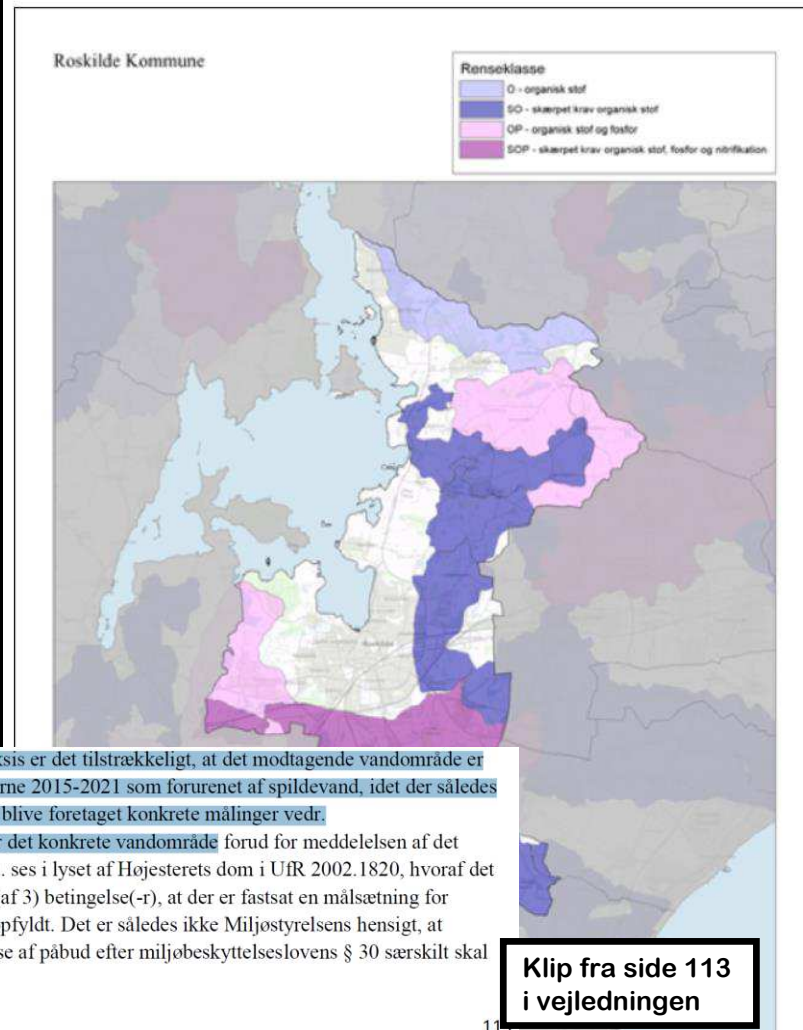 Roskilde Kommune
Renseklasse
O - organisk stof
SO - skærpet krav organisk stof
OP - organisk stof og fosfor
SOP - skærpet krav organisk stof, fosfor og nitrifikation
Roskilde
ksis er det tilstrækkeligt, at det modtagende vandområde er
rne 2015-2021 som forurenet af spildevand, idet der således
blive foretaget konkrete målinger vedr.
r det konkrete vandområde forud for meddelelsen af det
. ses i lyset af Højesterets dom i UfR 2002.1820, hvoraf det
af 3) betingelse(-r), at der er fastsat en målsætning for
pfyldt. Det er således ikke Miljøstyrelsens hensigt, at
se af påbud efter miljøbeskyttelseslovens § 30 særskilt skal
Klip fra side 113
i vejledningen
11